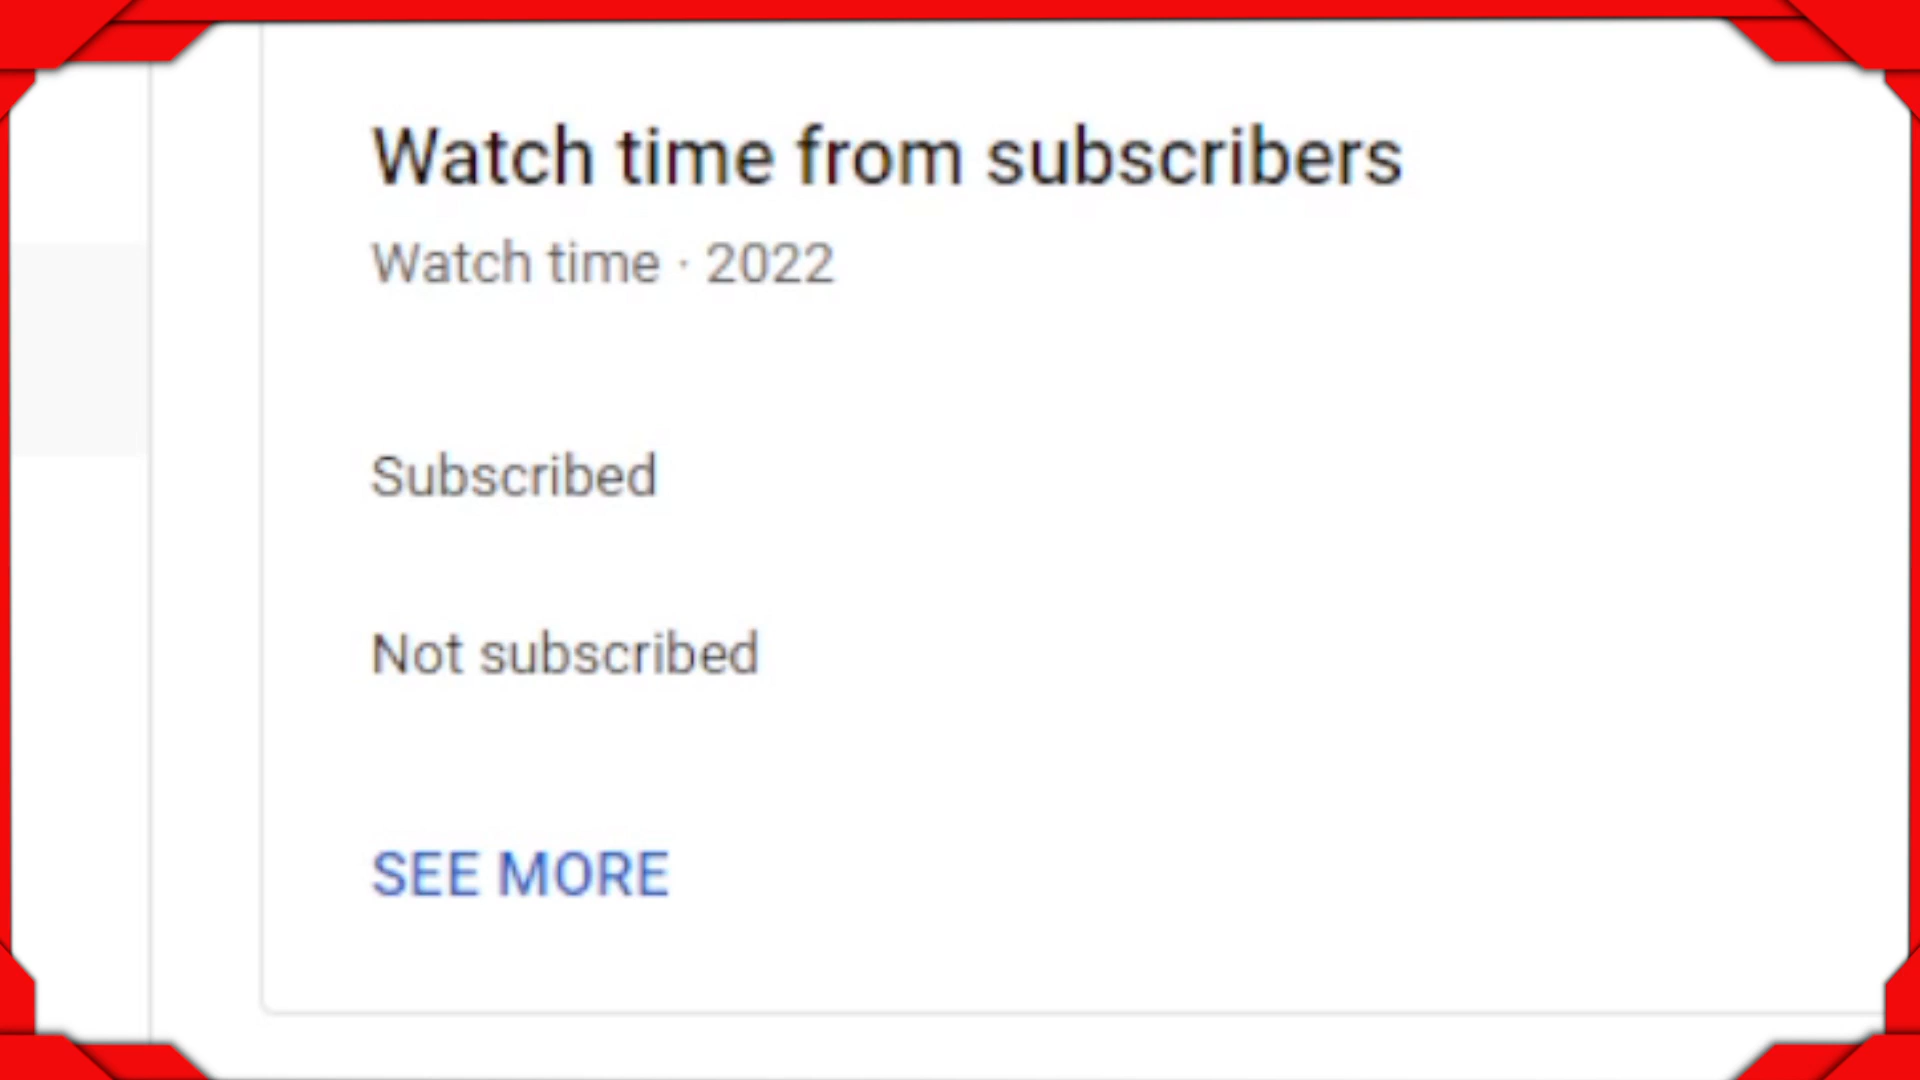 Watch time from subscribers
Watch time · 2022
Subscribed
Not subscribed
SEE MORE